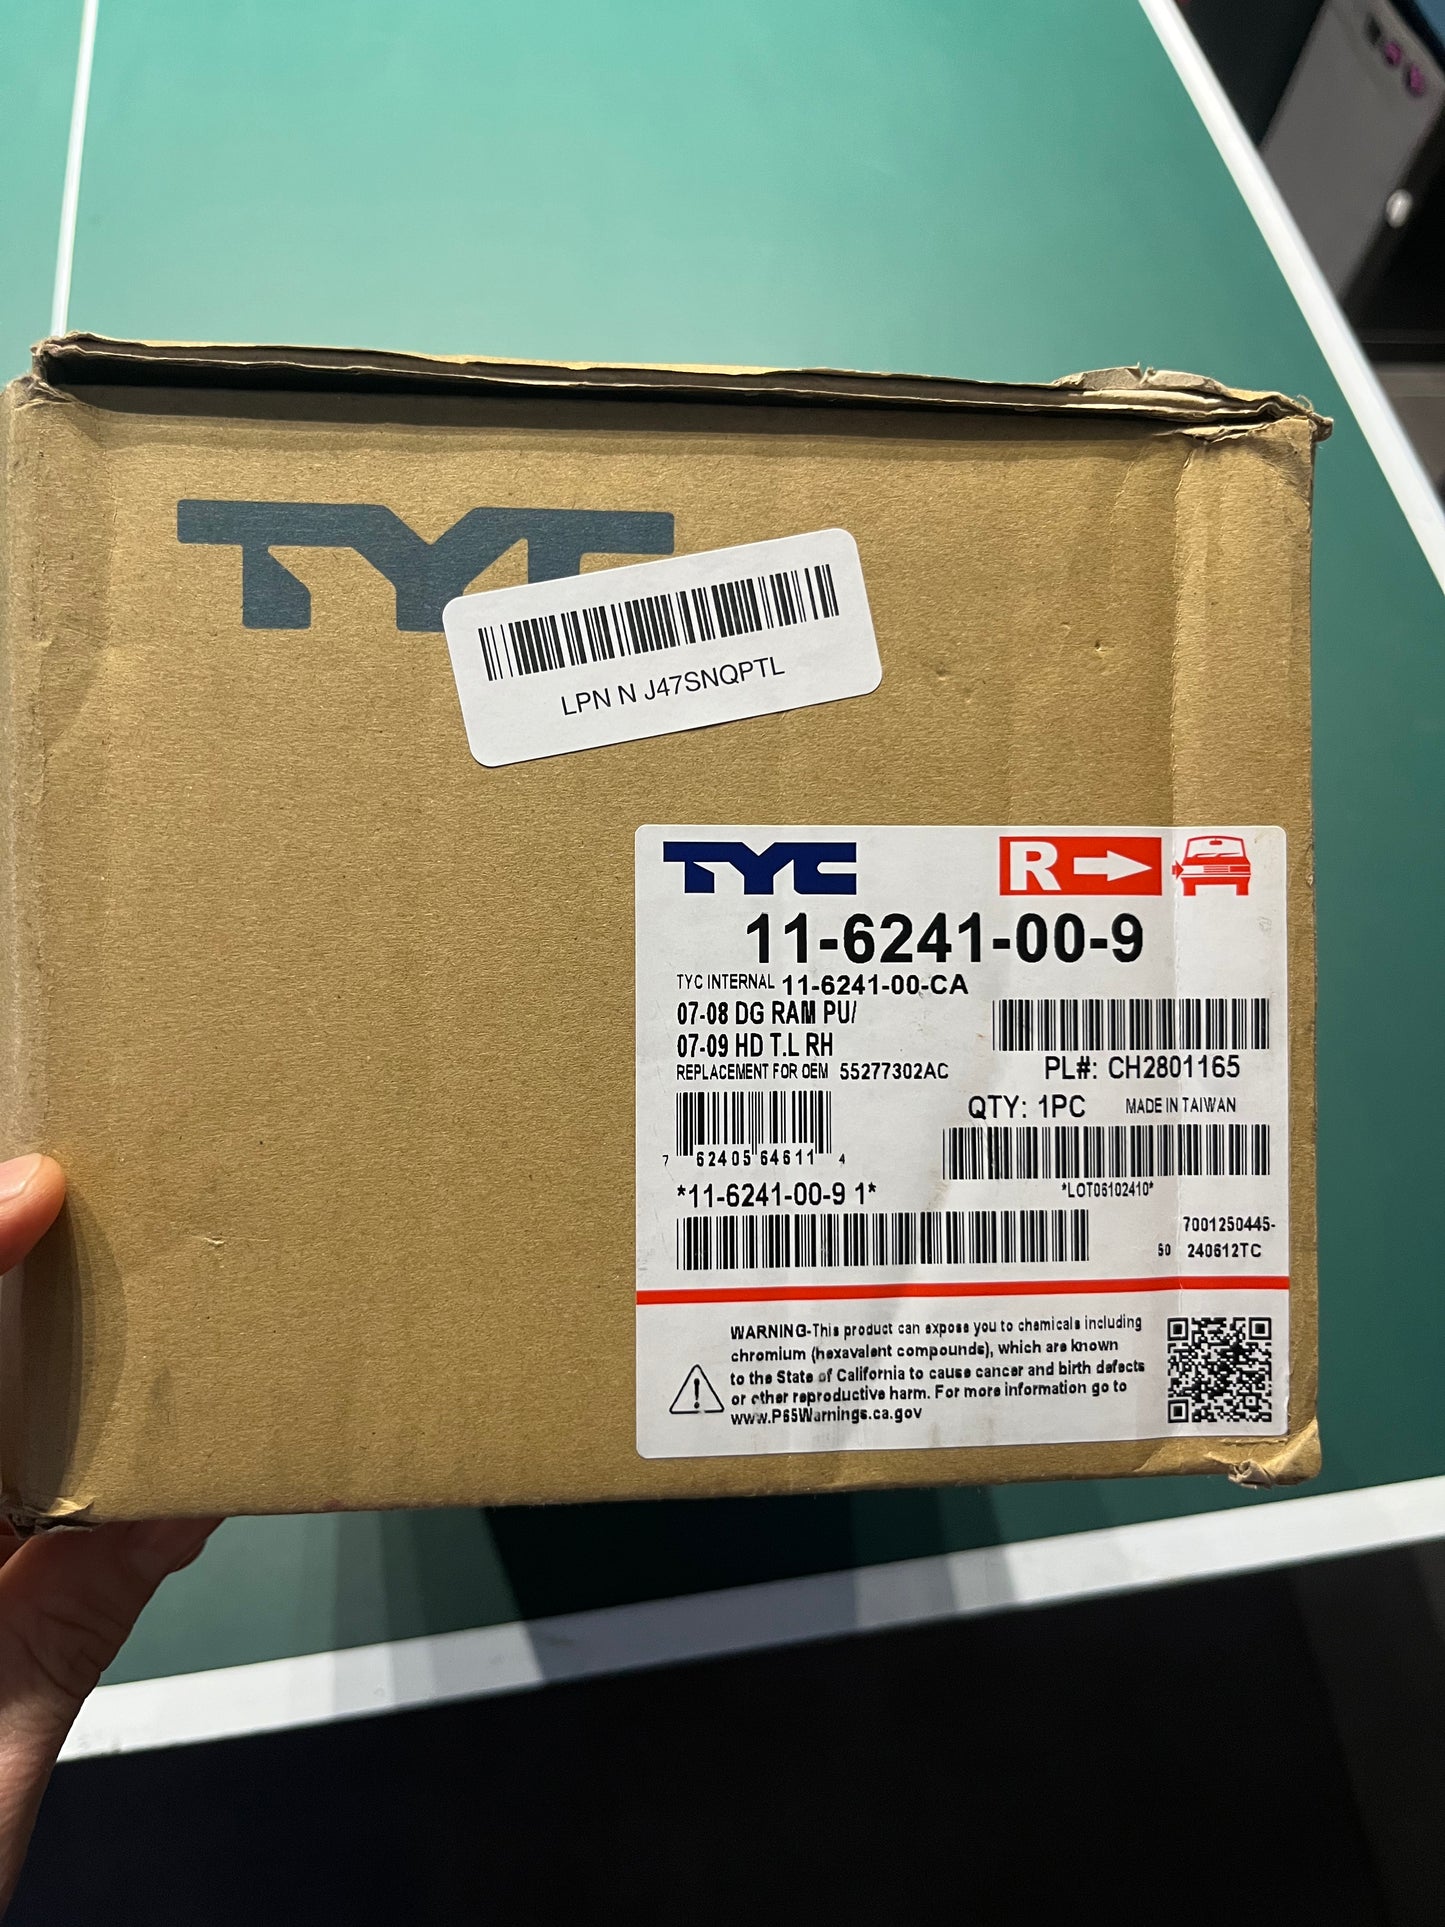 TYC
LPN N J47SNQPTL
TYC
R
11-6241-00-9
TYC INTERNAL 11-6241-00-CA
07-08 DG RAM PU/
07-09 HD T.L RH
REPLACEMENT FOR OEM 55277302AC
PL#: CH2801165
QTY: 1PC MADE IN TAIWAN
7 62405 64611 4
*LOT06102410*
*11-6241-00-9 1*
7001250445-
S0 240612TC
WARNING-This product can expose you to chemicals including
chromium (hexavalent compounds), which are known
to the State of California to cause cancer and birth defects
or other reproductive harm. For more information go to
www.P65Warnings.ca.gov